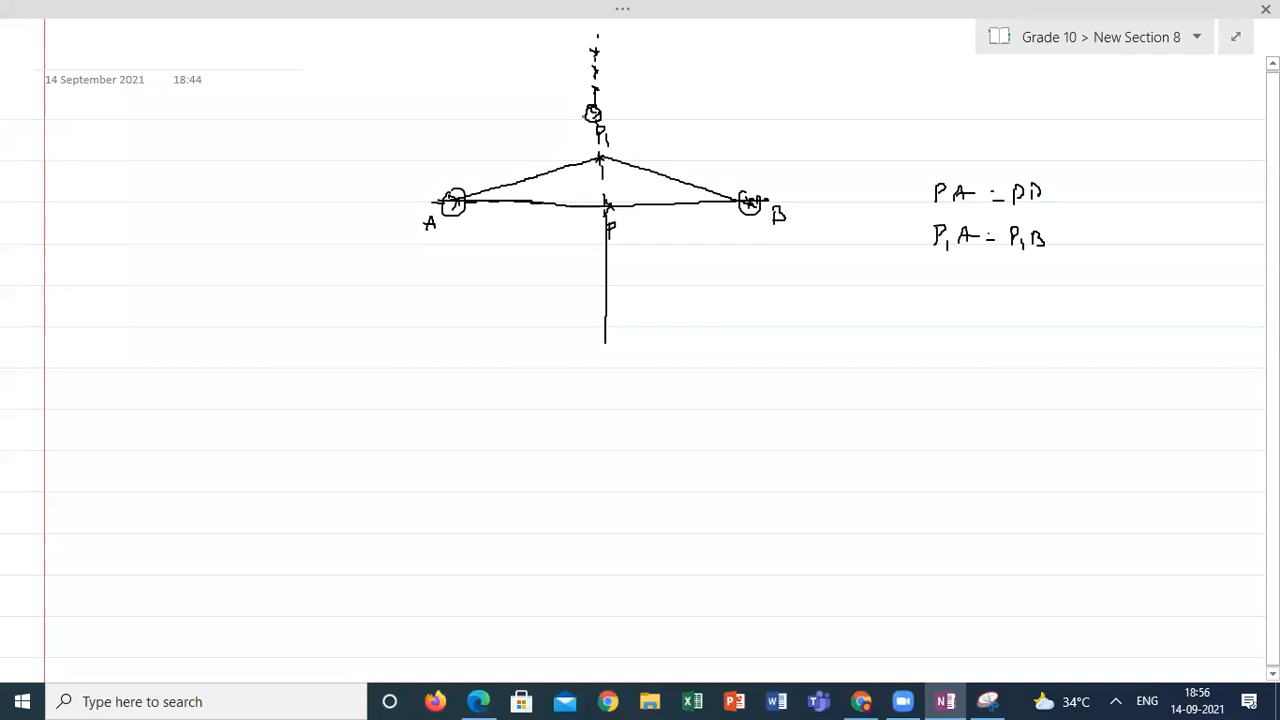 Grade 10 > New Section 8
14 September 2021 18:44
P₁
A
B
P
PA = PB
P₁A = P₁B
Type here to search
34°C
ENG
18:56
14-09-2021